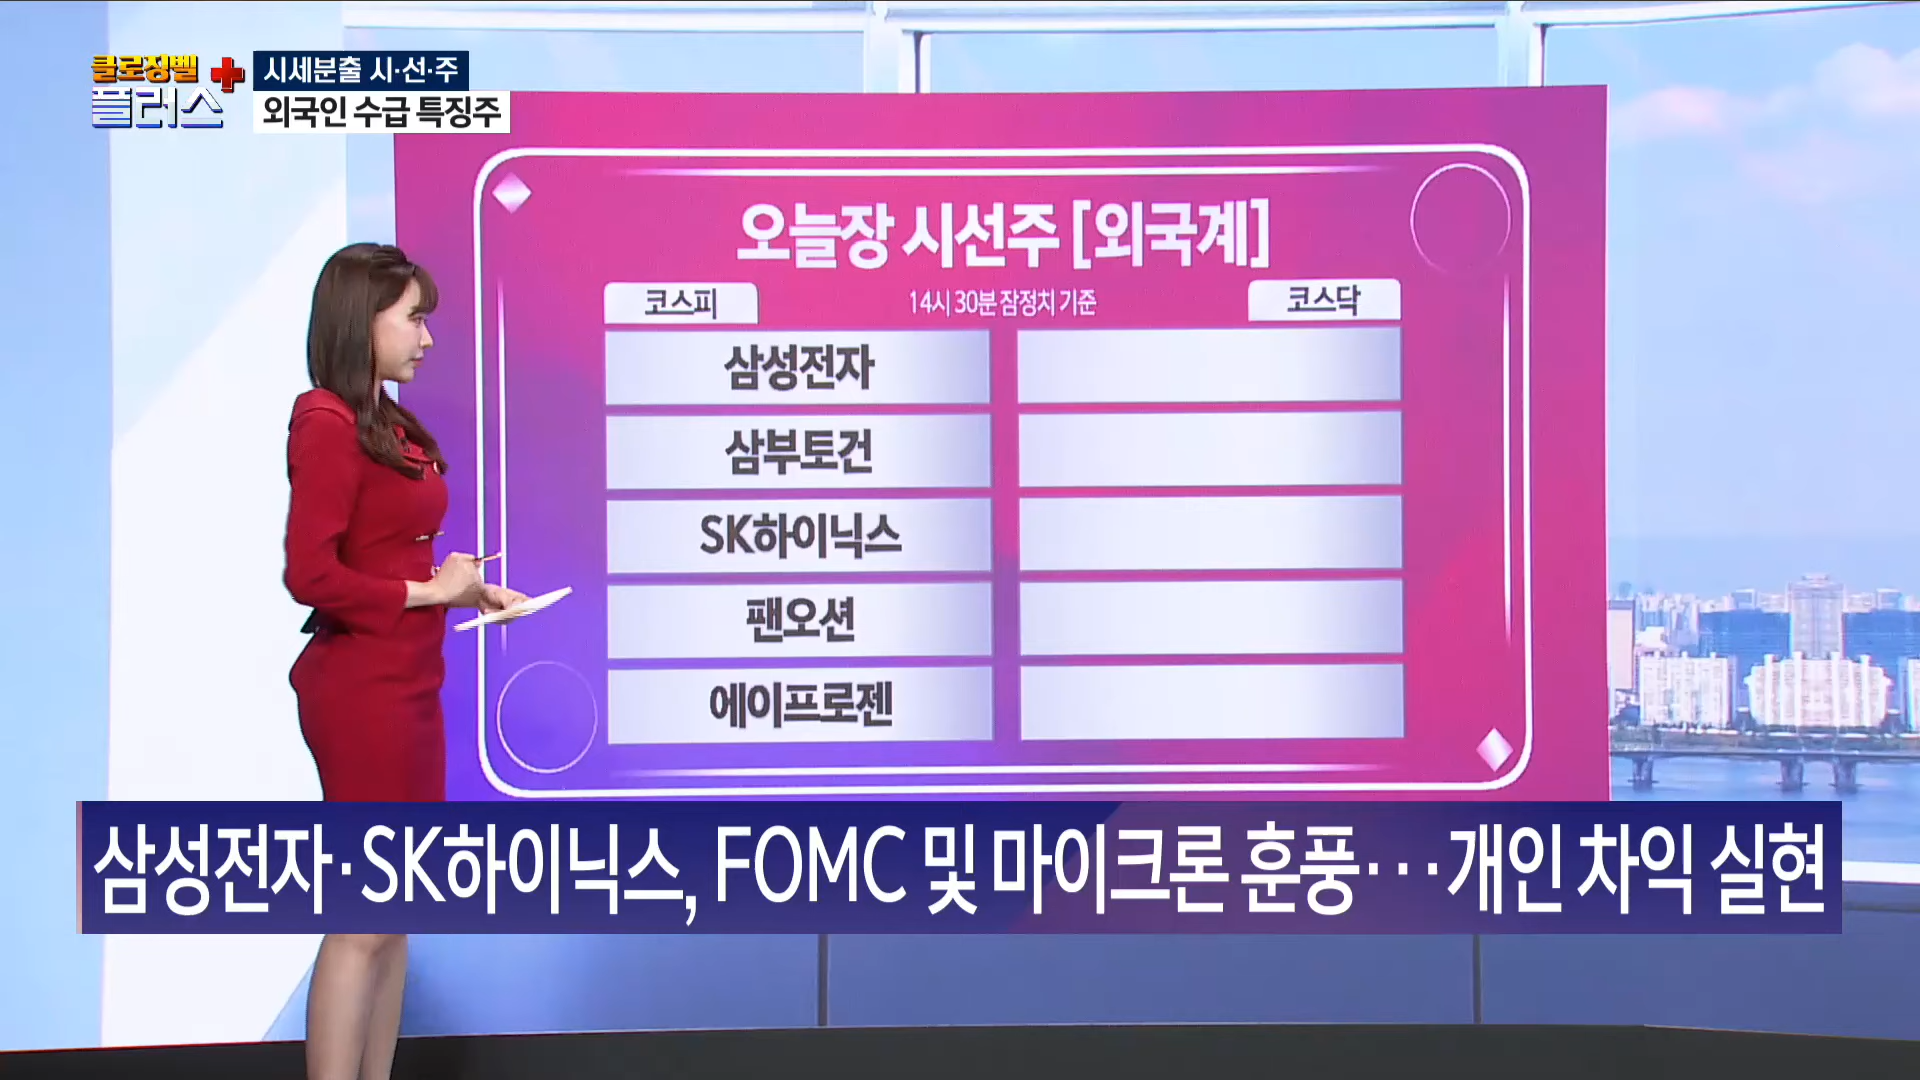 클로징벨
플러스
시세분출 시·선·주
외국인 수급 특징주
오늘장 시선주 [외국계]
코스피
14시 30분 잠정치 기준
코스닥
삼성전자
삼부토건
SK하이닉스
팬오션
에이프로젠
삼성전자·SK하이닉스, FOMC 및 마이크론 훈풍···개인 차익 실현